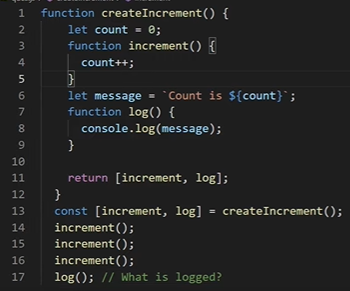 1 function createIncrement() {
2 let count = 0;
3 function increment() {
4 count++;
5 }
6 let message = `Count is ${count}`;
7 function log() {
8 console.log(message);
9 }
10
11 return [increment, log];
12 }
13 const [increment, log] = createIncrement();
14 increment();
15 increment();
16 increment();
17 log(); // What is logged?